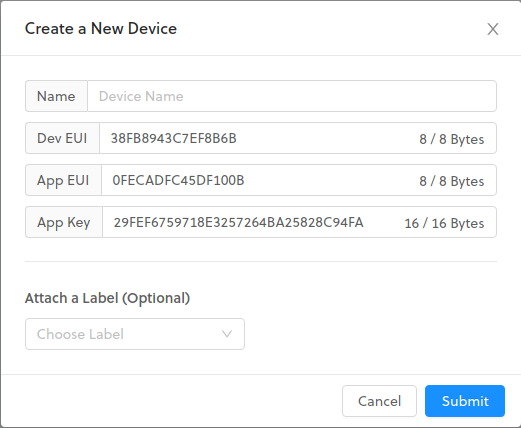 Create a New Device
Name Device Name
Dev EUI 38FB8943C7EF8B6B 8 / 8 Bytes
App EUI 0FECADFC45DF100B 8 / 8 Bytes
App Key 29FEF6759718E3257264BA25828C94FA 16 / 16 Bytes
Attach a Label (Optional)
Choose Label
Cancel Submit